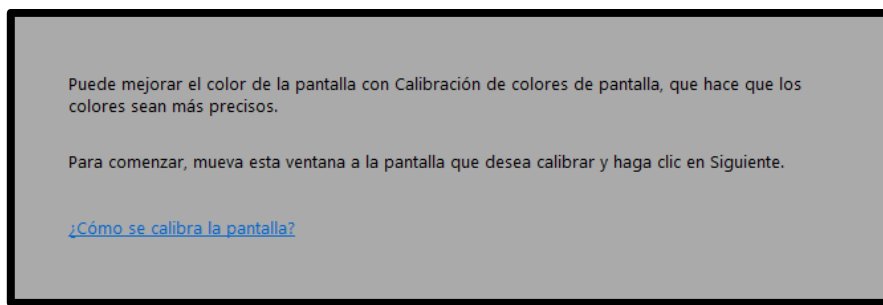 Puede mejorar el color de la pantalla con Calibración de colores de pantalla, que hace que los
colores sean más precisos.
Para comenzar, mueva esta ventana a la pantalla que desea calibrar y haga clic en Siguiente.
¿Cómo se calibra la pantalla?